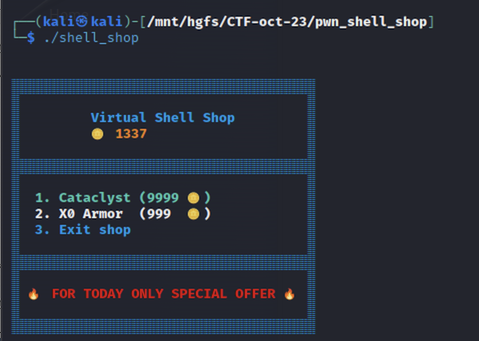 (kali㉿kali)-[/mnt/hgfs/CTF-oct-23/pwn_shell_shop]
$ ./shell_shop
Virtual Shell Shop
1337
1. Cataclyst (9999 🪙)
2. X0 Armor (999 🪙)
3. Exit shop
🔥 FOR TODAY ONLY SPECIAL OFFER 🔥